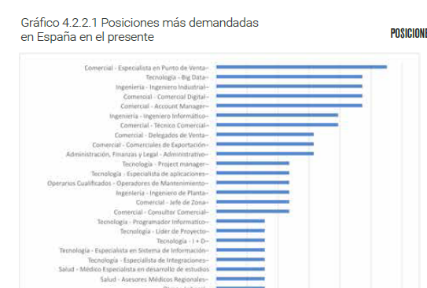 Gráfico 4.2.2.1 Posiciones más demandadas
en España en el presente
POSICIONE
Comercial - Especialista en Punto de Venta
Tecnología - Big Data
Ingeniería - Ingeniero Industrial
Comercial - Comercial Digital
Comercial - Account Manager
Ingeniería - Ingeniero Informático
Comercial - Técnico Comercial
Comercial - Delegados de Venta
Comercial - Comerciales de Exportación
Administración, Finanzas y Legal - Administrativo
Tecnología - Project manager
Tecnología - Especialista de aplicaciones
Operarios Cualificados - Operadores de Mantenimiento
Ingeniería - Ingeniero de Planta
Comercial - Jefe de Zona
Comercial - Consultor Comercial
Tecnología - Programador Informático
Tecnología - Líder de Proyecto
Tecnología - I + D
Tecnología - Especialista en Sistema de Información
Tecnología - Especialista de Integraciones
Salud - Médico Especialista en desarrollo de estudios
Salud - Asesores Médicos Regionales